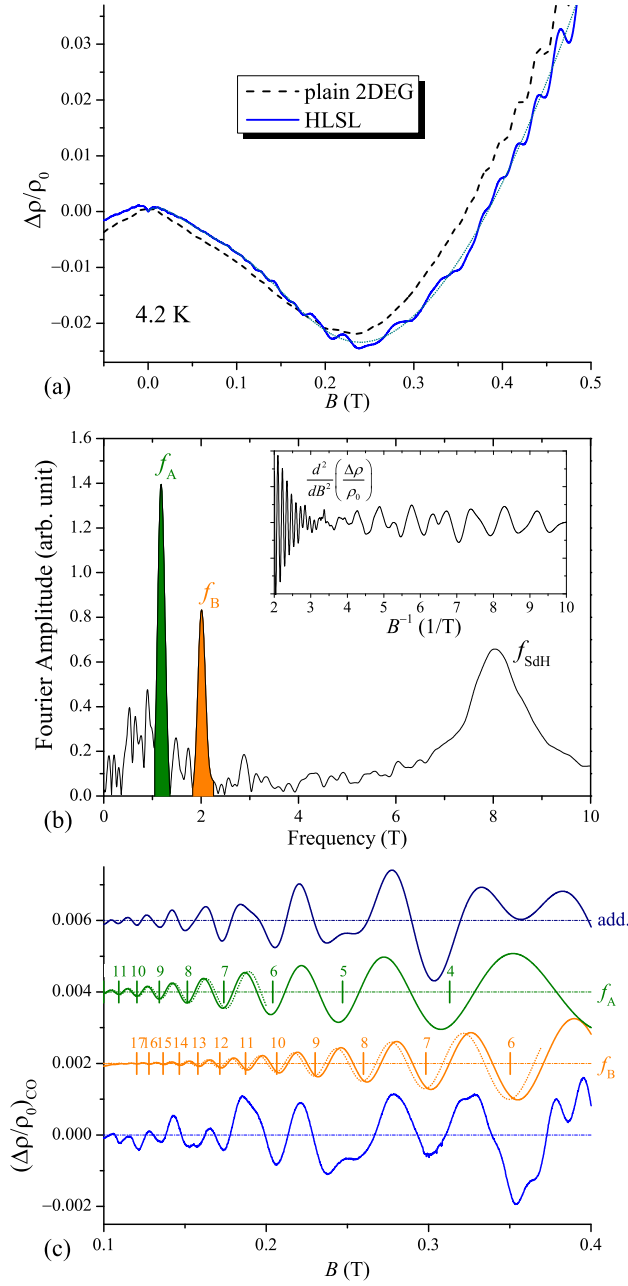 0.03
0.02
0.01
0.00
−0.01
−0.02
Δρ/ρ0
plain 2DEG
HLSL
4.2 K
0.0 0.1 0.2 0.3 0.4 0.5
B (T)
(a)
1.6
1.4
1.2
1.0
0.8
0.6
0.4
0.2
0.0
Fourier Amplitude (arb. unit)
fA
fB
fSdH
d²/dB² (Δρ/ρ0)
2 3 4 5 6 7 8 9 10
B⁻¹ (1/T)
0 2 4 6 8 10
Frequency (T)
(b)
0.006
0.004
0.002
0.000
−0.002
(Δρ/ρ0)CO
add.
11 10 9 8 7 6 5 4
fA
17 16 15 14 13 12 11 10 9 8 7 6
fB
0.1 0.2 0.3 0.4
B (T)
(c)